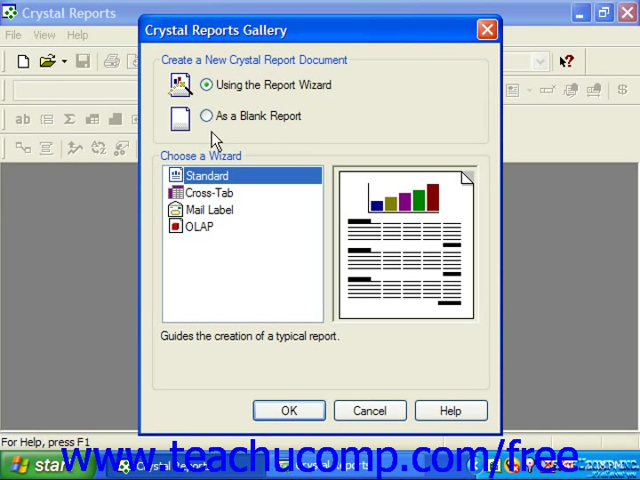 Crystal Reports
File View Help
Crystal Reports Gallery
Create a New Crystal Report Document
Using the Report Wizard
As a Blank Report
ab
Choose a Wizard
Standard
Cross-Tab
Mail Label
OLAP
Guides the creation of a typical report.
OK Cancel Help
For Help, press F1
www.teachucomp.com/free
start